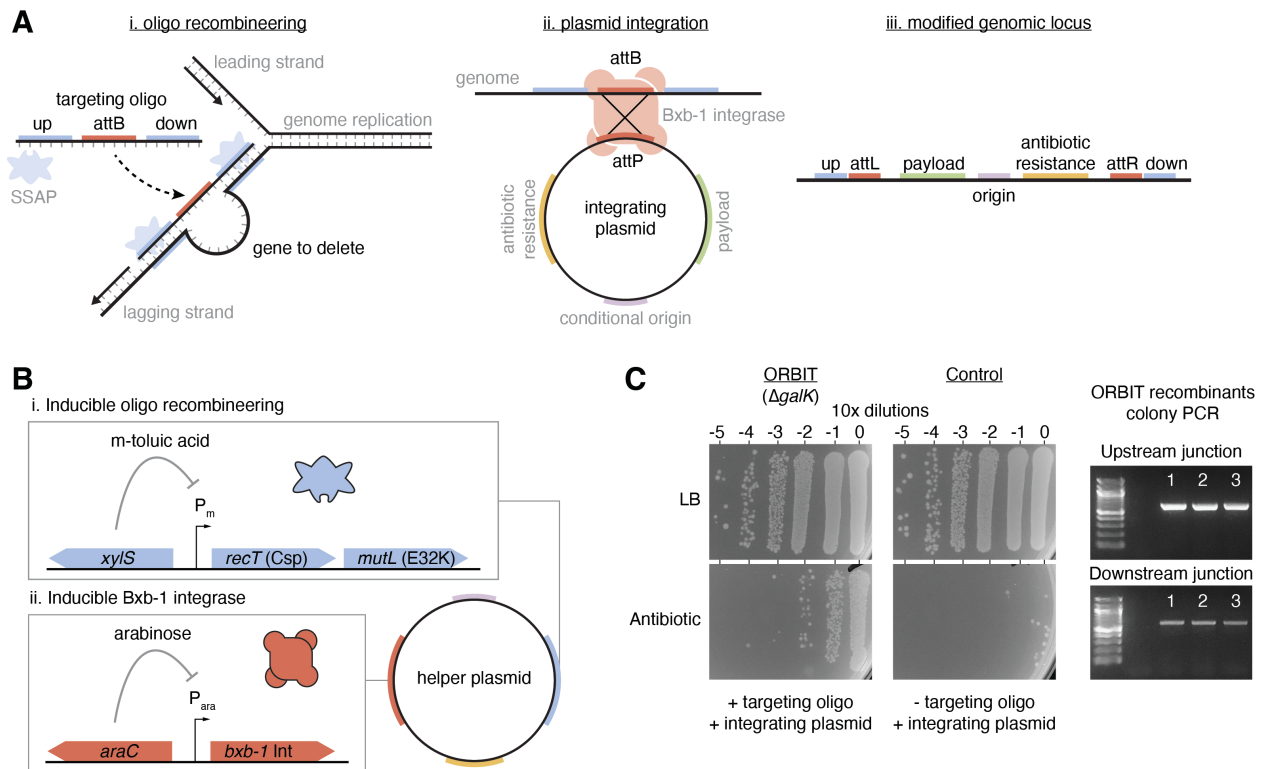 A
i. oligo recombineering
leading strand
targeting oligo
up attB down
genome replication
SSAP
gene to delete
lagging strand
ii. plasmid integration
attB
genome
Bxb-1 integrase
attP
antibiotic
resistance
integrating
plasmid
payload
conditional origin
iii. modified genomic locus
antibiotic
up attL payload resistance attR down
origin
B
i. Inducible oligo recombineering
m-toluic acid
Pm
xylS recT (Csp) mutL (E32K)
ii. Inducible Bxb-1 integrase
arabinose
Para
araC bxb-1 Int
helper plasmid
C
ORBIT Control
(ΔgalK)
10x dilutions
-5 -4 -3 -2 -1 0 -5 -4 -3 -2 -1 0
LB
Antibiotic
+ targeting oligo - targeting oligo
+ integrating plasmid + integrating plasmid
ORBIT recombinants
colony PCR
Upstream junction
1 2 3
Downstream junction
1 2 3